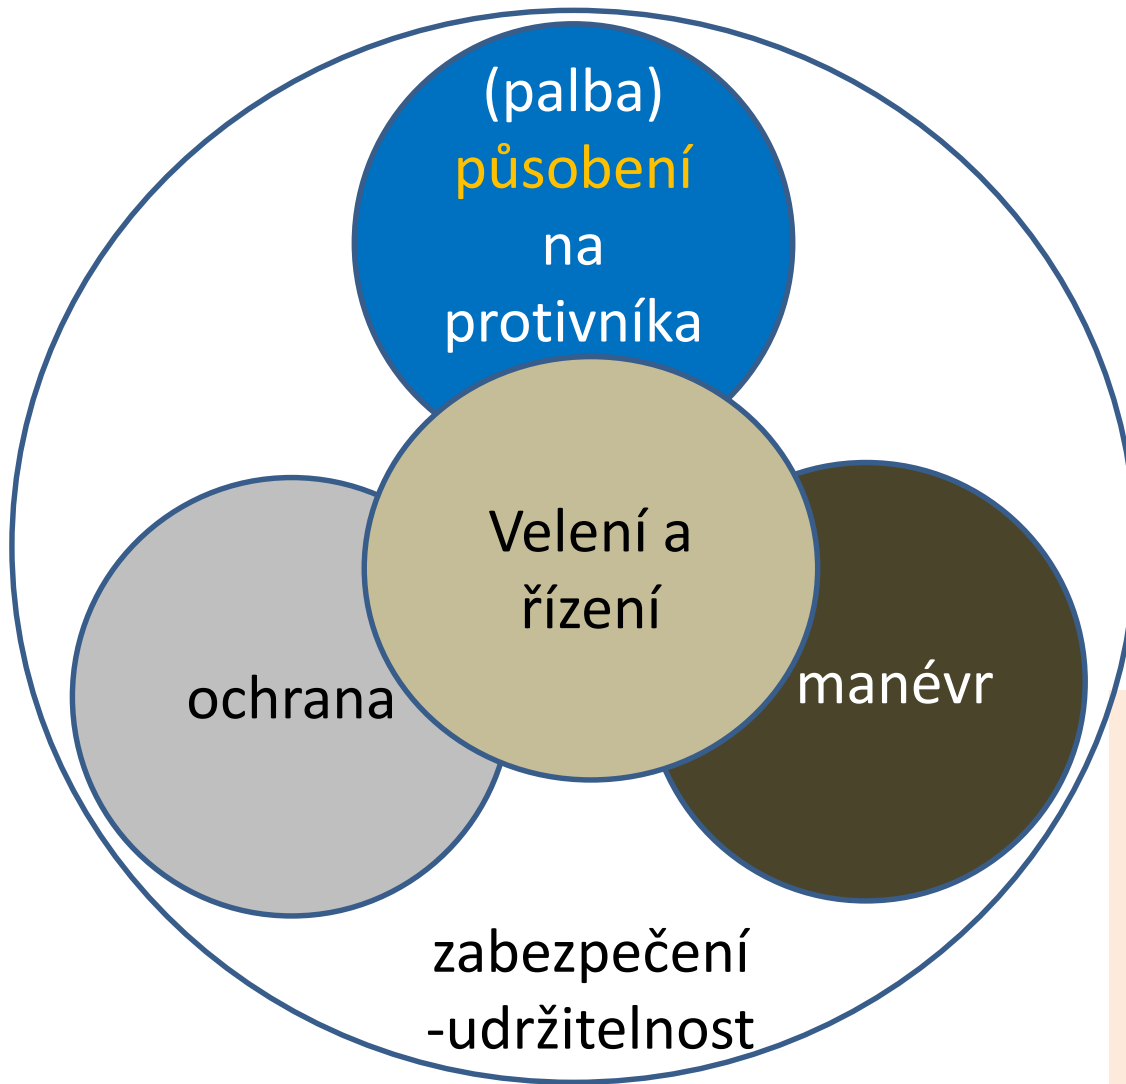 (palba)
působení
na
protivníka
Velení a
řízení
ochrana
manévr
zabezpečení
-udržitelnost